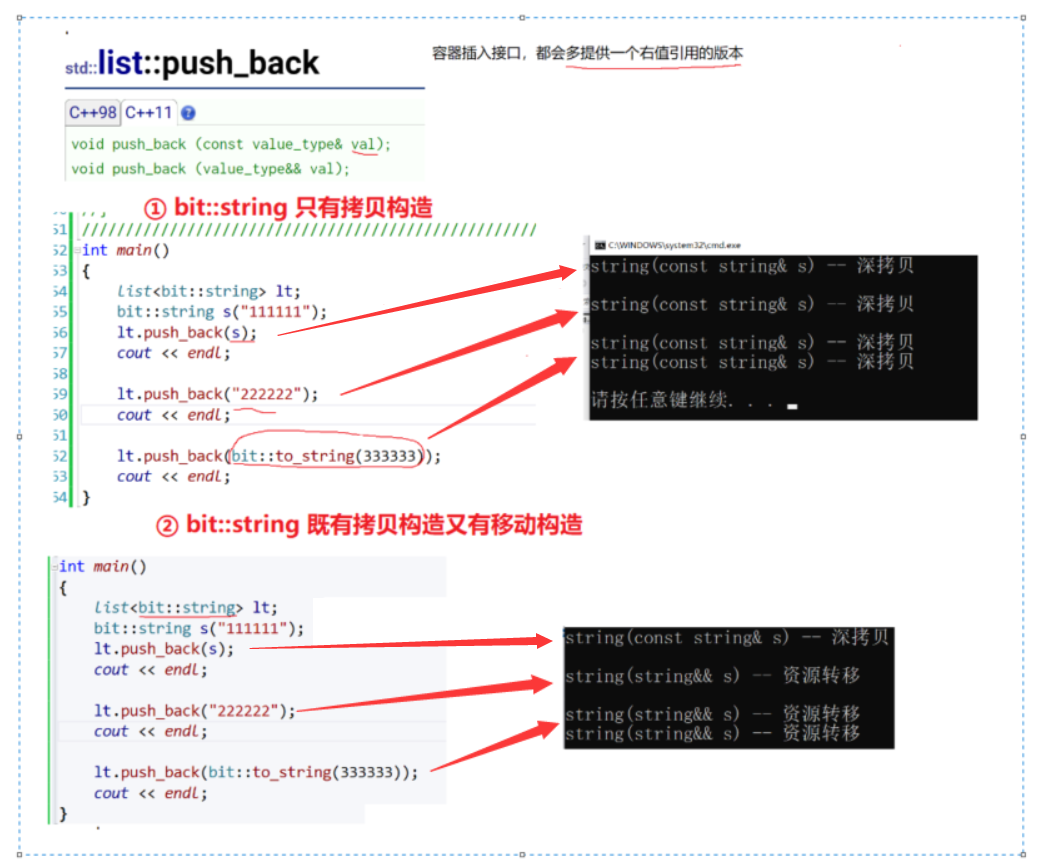 std::list::push_back
容器插入接口，都会多提供一个右值引用的版本
C++98 C++11 ?
void push_back (const value_type& val);
void push_back (value_type&& val);
① bit::string 只有拷贝构造
51 ////////////////////////////////////////////////////
52 int main()
53 {
54 list<bit::string> lt;
55 bit::string s("111111");
56 lt.push_back(s);
57 cout << endl;
58
59 lt.push_back("222222");
60 cout << endl;
61
62 lt.push_back(bit::to_string(333333));
63 cout << endl;
64 }
C:\WINDOWS\system32\cmd.exe
string(const string& s) -- 深拷贝
string(const string& s) -- 深拷贝
string(const string& s) -- 深拷贝
string(const string& s) -- 深拷贝
请按任意键继续. . .
② bit::string 既有拷贝构造又有移动构造
int main()
{
list<bit::string> lt;
bit::string s("111111");
lt.push_back(s);
cout << endl;
lt.push_back("222222");
cout << endl;
lt.push_back(bit::to_string(333333));
cout << endl;
}
string(const string& s) -- 深拷贝
string(string&& s) -- 资源转移
string(string&& s) -- 资源转移
string(string&& s) -- 资源转移